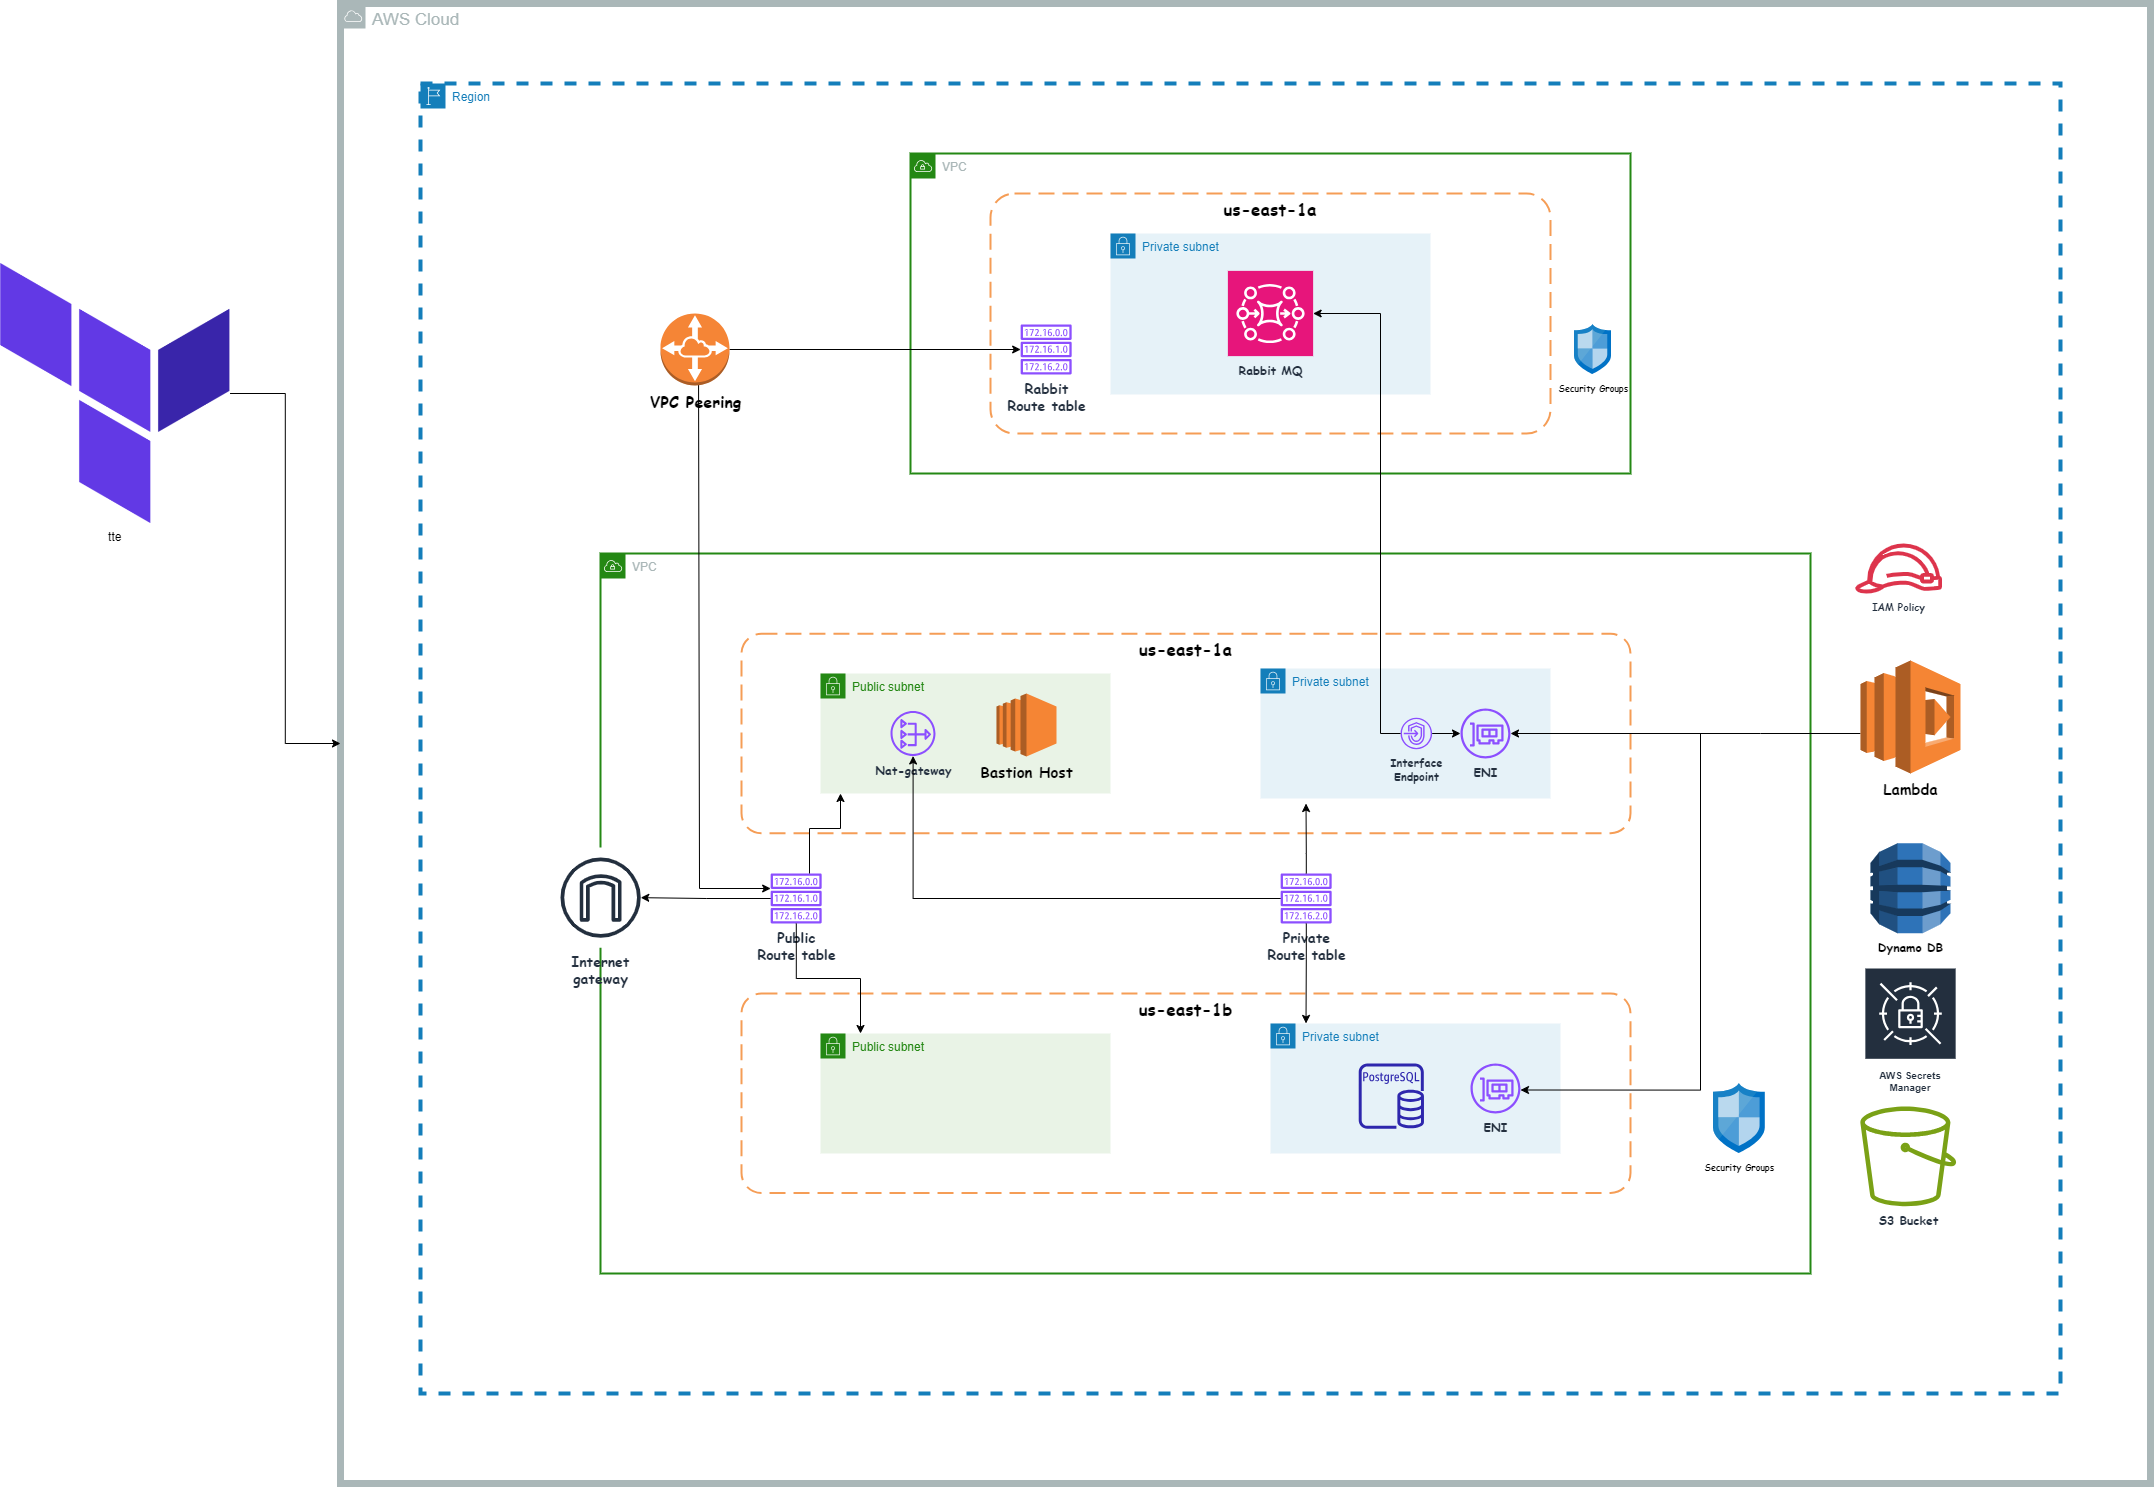 AWS Cloud
Region
VPC
us-east-1a
Private subnet
172.16.0.0
172.16.1.0
172.16.2.0
Rabbit
Route table
Rabbit MQ
Security Groups
VPC Peering
tte
VPC
IAM Policy
us-east-1a
Public subnet
Nat-gateway
Bastion Host
Private subnet
Interface
Endpoint
ENI
Lambda
172.16.0.0
172.16.1.0
172.16.2.0
Public
Route table
172.16.0.0
172.16.1.0
172.16.2.0
Private
Route table
Internet
gateway
Dynamo DB
us-east-1b
Public subnet
Private subnet
PostgreSQL
ENI
AWS Secrets
Manager
Security Groups
S3 Bucket